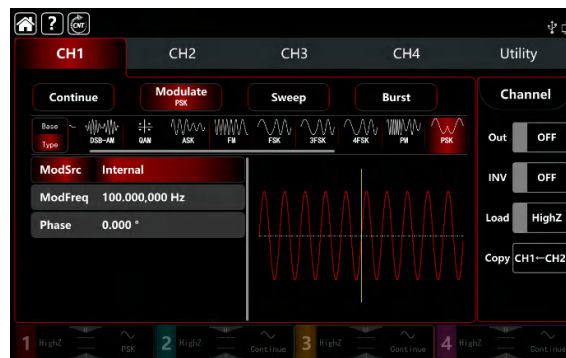 ? CNT
CH1 CH2 CH3 CH4 Utility
Continue Modulate PSK Sweep Burst Channel
Base Type DSB-AM QAM ASK FM FSK 3FSK 4FSK PM PSK
Out OFF
ModSrc Internal
INV OFF
ModFreq 100.000,000 Hz
Phase 0.000 °
Load HighZ
Copy CH1←CH2
1 HighZ PSK 2 HighZ Continue 3 HighZ Continue 4 HighZ Continue